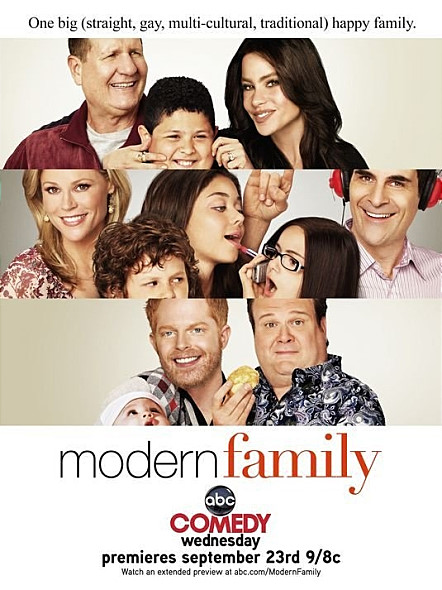 One big (straight, gay, multi-cultural, traditional) happy family.
modern family
abc
COMEDY
wednesday
premieres september 23rd 9/8c
Watch an extended preview at abc.com/ModernFamily